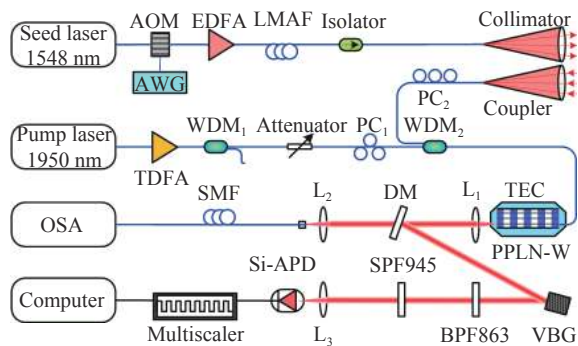 Seed laser
1548 nm
AOM
AWG
EDFA
LMAF
Isolator
Collimator
PC2
Coupler
Pump laser
1950 nm
TDFA
WDM1
Attenuator
PC1
WDM2
OSA
SMF
L2
DM
L1
TEC
PPLN-W
Computer
Multiscaler
Si-APD
L3
SPF945
BPF863
VBG